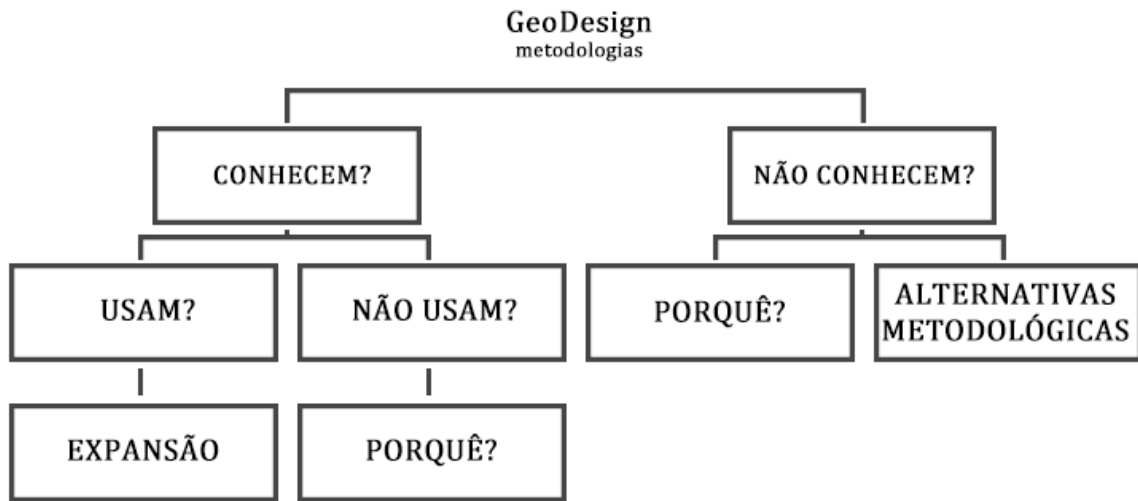 GeoDesign
metodologias
CONHECEM?
NÃO CONHECEM?
USAM?
NÃO USAM?
PORQUÊ?
ALTERNATIVAS
METODOLÓGICAS
EXPANSÃO
PORQUÊ?